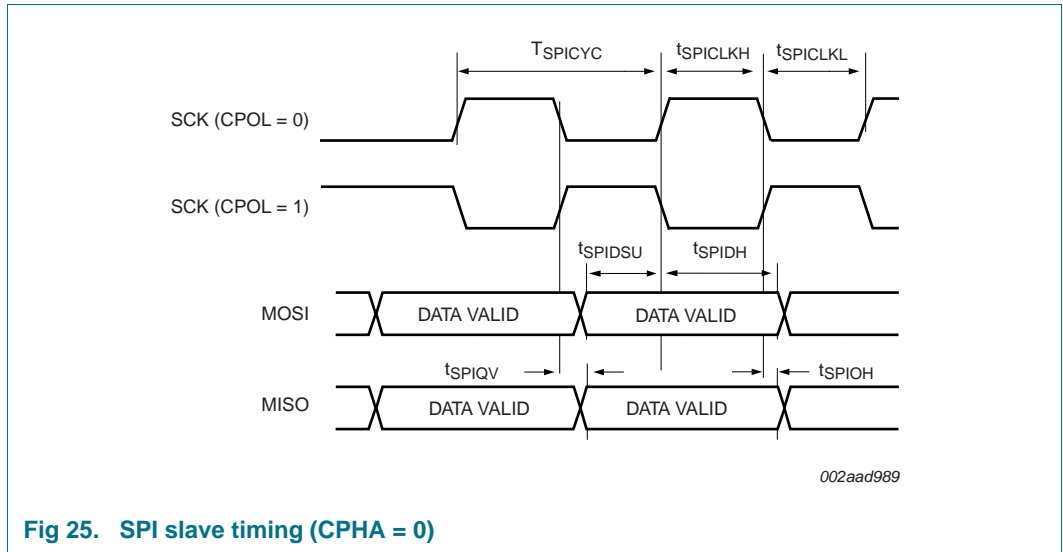 TSPICYC tSPICLKH tSPICLKL
SCK (CPOL = 0)
SCK (CPOL = 1)
tSPIDSU tSPIDH
MOSI DATA VALID DATA VALID
tSPIQV tSPIOH
MISO DATA VALID DATA VALID
002aad989
Fig 25. SPI slave timing (CPHA = 0)